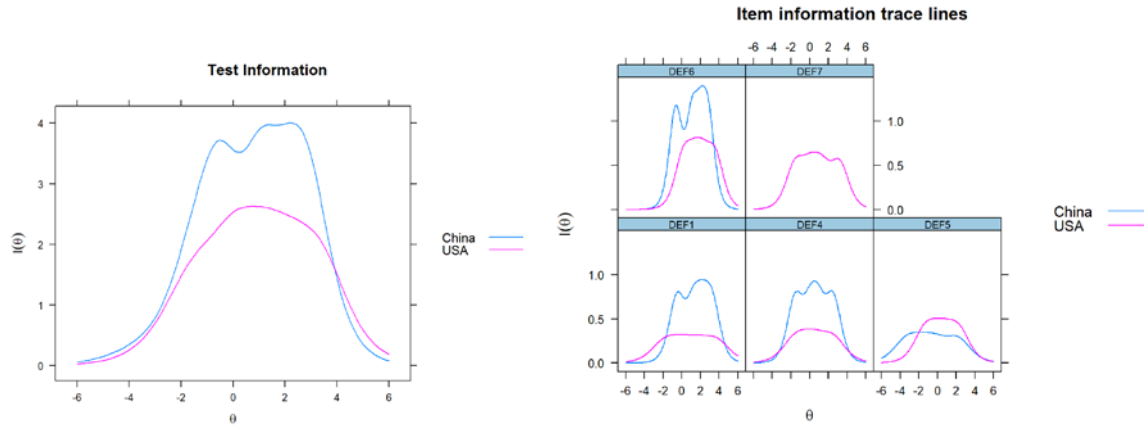 Test Information
I(θ)
4
3
2
1
0
-6 -4 -2 0 2 4 6
θ
China
USA
Item information trace lines
-6 -4 -2 0 2 4 6
DEF6 DEF7
1.0
0.5
0.0
DEF1 DEF4 DEF5
I(θ)
1.0
0.5
0.0
-6 -4 -2 0 2 4 6 -6 -4 -2 0 2 4 6
-6 -4 -2 0 2 4 6
θ
China
USA